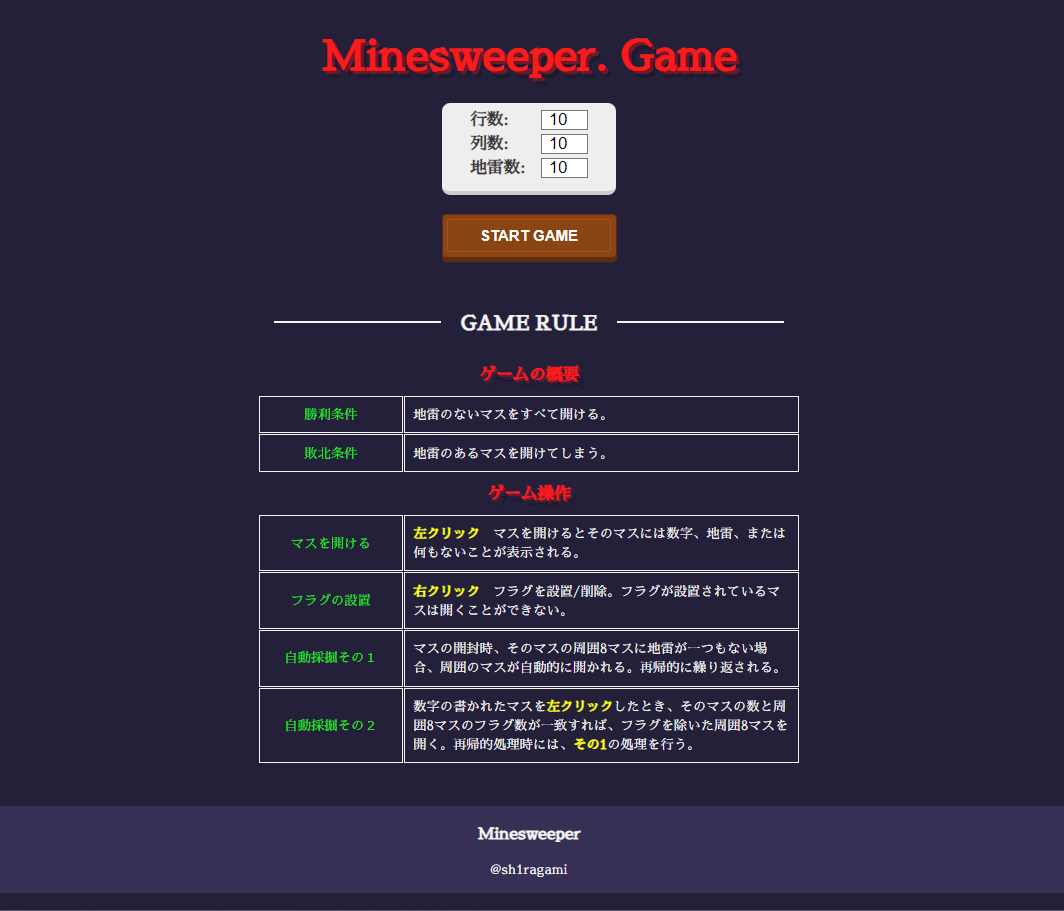 Minesweeper. Game
行数: 10
列数: 10
地雷数: 10
START GAME
GAME RULE
ゲームの概要
勝利条件 地雷のないマスをすべて開ける。
敗北条件 地雷のあるマスを開けてしまう。
ゲーム操作
マスを開ける
左クリック　マスを開けるとそのマスには数字、地雷、または
何もないことが表示される。
フラグの設置
右クリック　フラグを設置/削除。フラグが設置されているマ
スは開くことができない。
自動採掘その１
マスの開封時、そのマスの周囲8マスに地雷が一つもない場
合、周囲のマスが自動的に開かれる。再帰的に繰り返される。
自動採掘その２
数字の書かれたマスを左クリックしたとき、そのマスの数と周
囲8マスのフラグ数が一致すれば、フラグを除いた周囲8マスを
開く。再帰的処理時には、その1の処理を行う。
Minesweeper
@sh1ragami